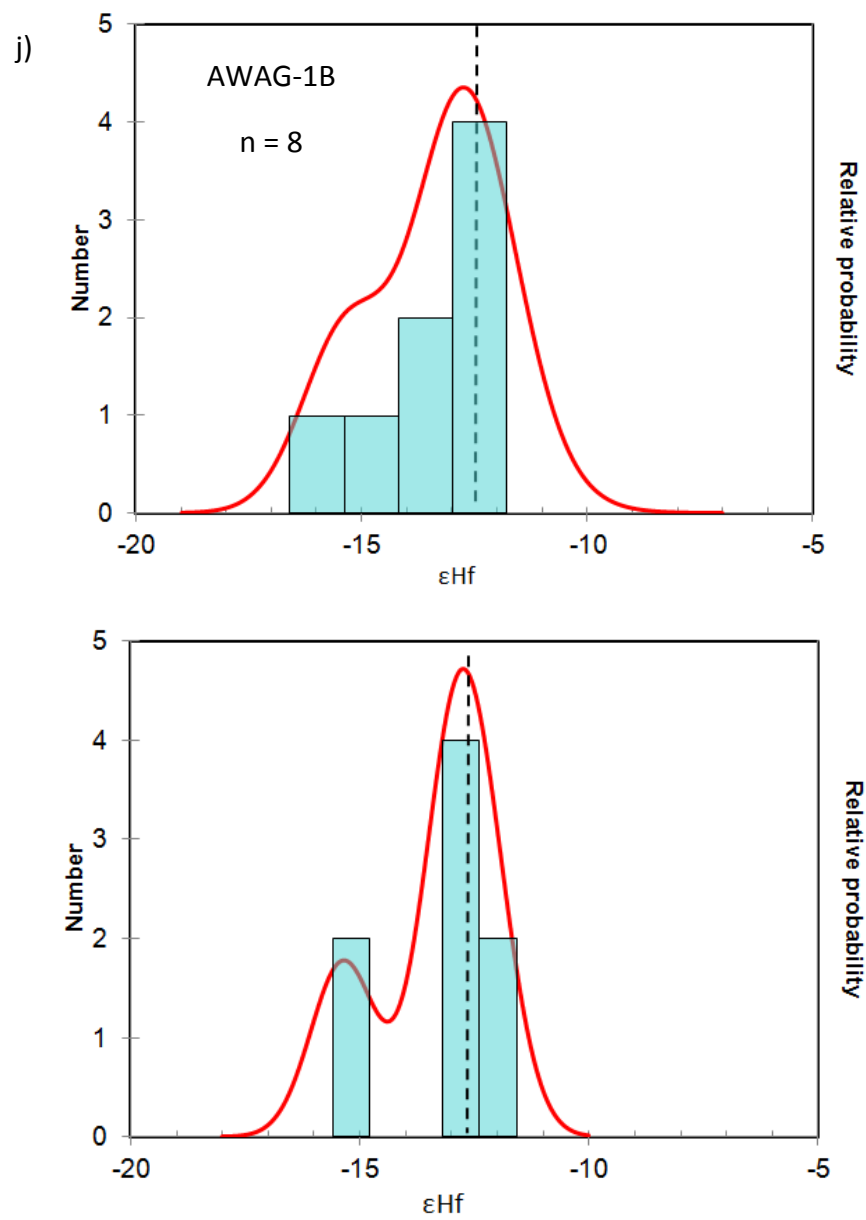 j)
AWAG-1B
n = 8
5
4
3
2
1
0
Number
Relative probability
-20
-15
-10
-5
εHf
5
4
3
2
1
0
Number
Relative probability
-20
-15
-10
-5
εHf